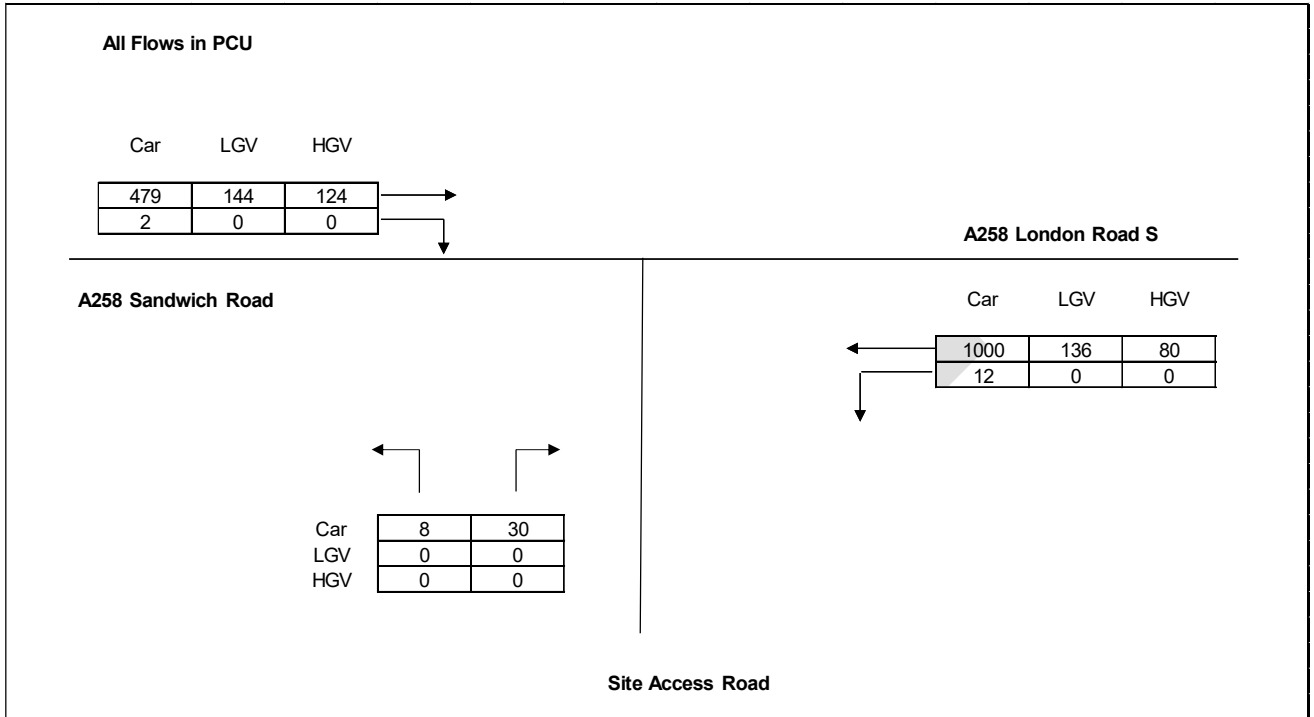 All Flows in PCU
Car LGV HGV
479 144 124
2 0 0
A258 London Road S
A258 Sandwich Road
Car LGV HGV
1000 136 80
12 0 0
Car 8 30
LGV 0 0
HGV 0 0
Site Access Road